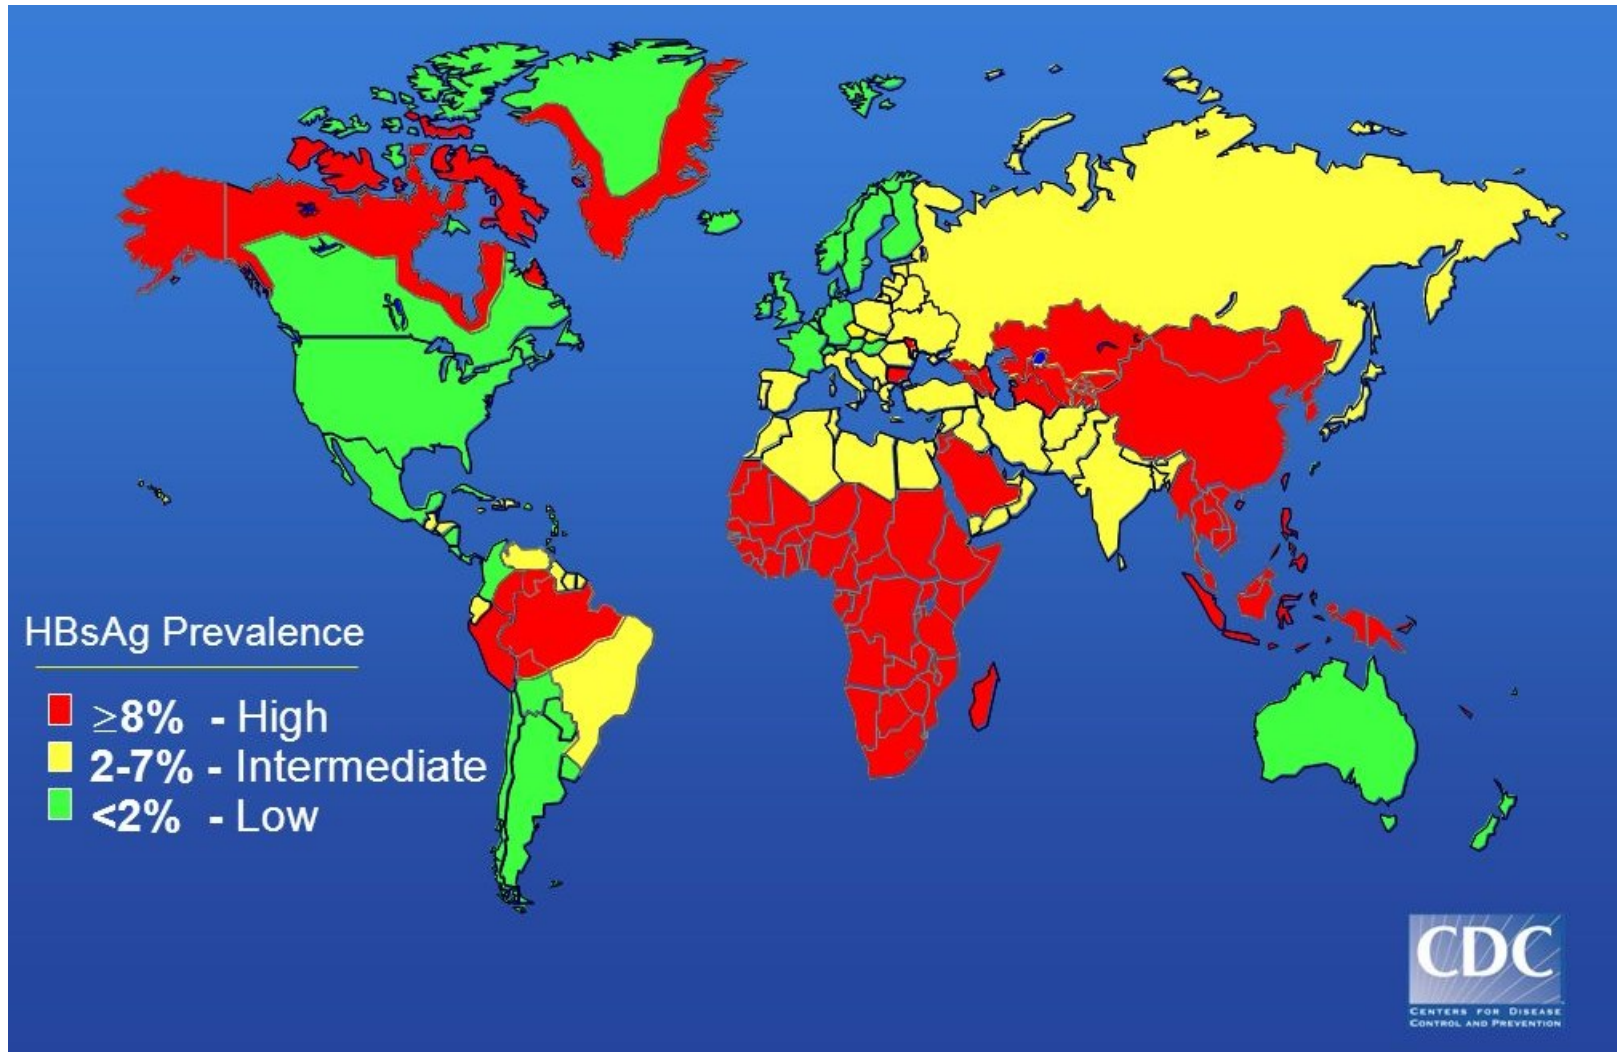 HBsAg Prevalence
≥8% - High
2-7% - Intermediate
<2% - Low
CDC
CENTERS FOR DISEASE
CONTROL AND PREVENTION